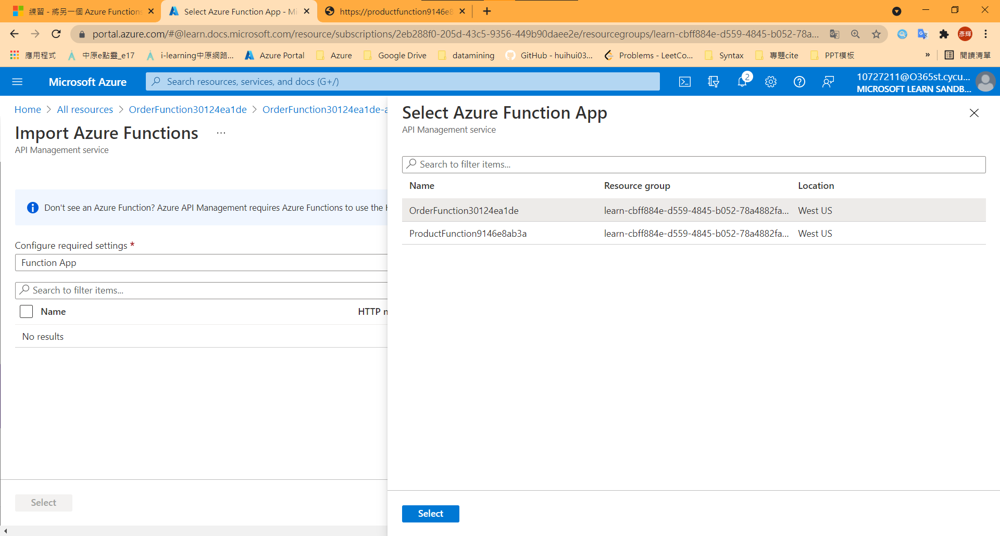 練習 - 將另一個 Azure Functions
Select Azure Function App - Mi
https://productfunction9146e8
portal.azure.com/#@learn.docs.microsoft.com/resource/subscriptions/2eb288f0-205d-43c5-9356-449b90daee2e/resourcegroups/learn-cbff884e-d559-4845-b052-78a...
彥輝
應用程式
中原e點靈_e17
i-learning中原網路...
Azure Portal
Azure
Google Drive
datamining
GitHub - huihui03...
Problems - LeetCo...
Syntax
專題cite
PPT模板
»
閱讀清單
Microsoft Azure
Search resources, services, and docs (G+/)
2
10727211@O365st.cycu...
MICROSOFT LEARN SANDB...
Home > All resources > OrderFunction30124ea1de > OrderFunction30124ea1de-a
Import Azure Functions ...
API Management service
Don't see an Azure Function? Azure API Management requires Azure Functions to use the H
Configure required settings *
Function App
Search to filter items...
Name
HTTP m
No results
Select
Select Azure Function App
API Management service
Search to filter items...
Name Resource group Location
OrderFunction30124ea1de learn-cbff884e-d559-4845-b052-78a4882fa... West US
ProductFunction9146e8ab3a learn-cbff884e-d559-4845-b052-78a4882fa... West US
Select